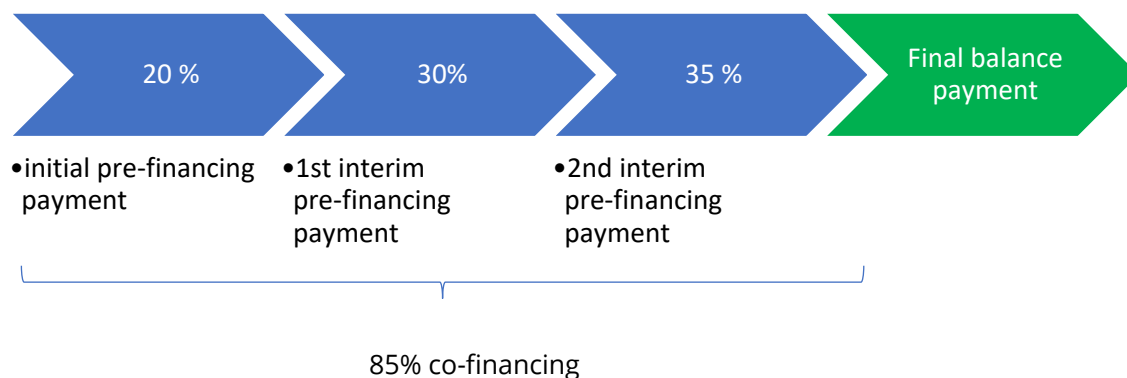 20 %
30%
35 %
Final balance
payment
•initial pre-financing
payment
•1st interim
pre-financing
payment
•2nd interim
pre-financing
payment
85% co-financing